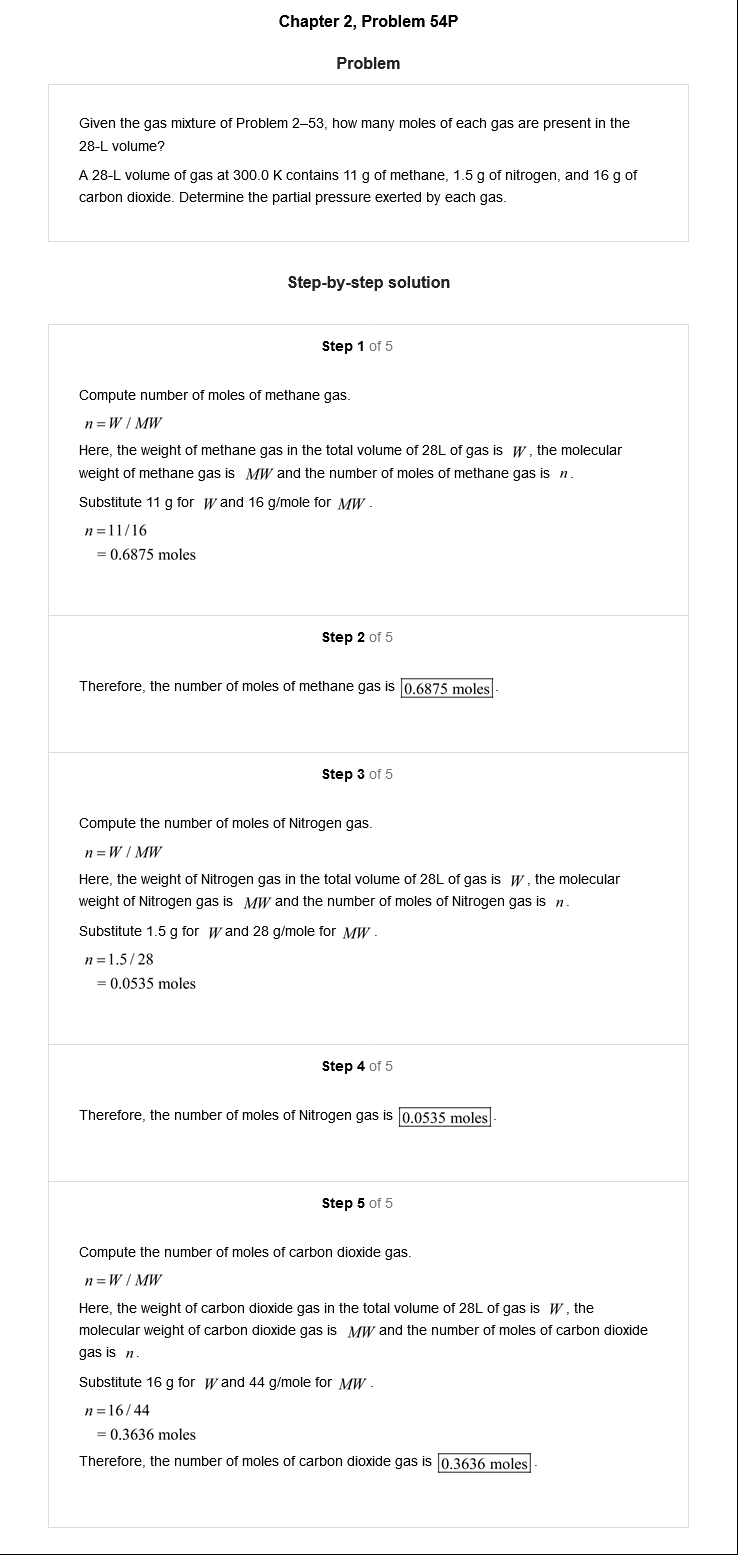 Chapter 2, Problem 54P
Problem
Given the gas mixture of Problem 2–53, how many moles of each gas are present in the
28-L volume?
A 28-L volume of gas at 300.0 K contains 11 g of methane, 1.5 g of nitrogen, and 16 g of
carbon dioxide. Determine the partial pressure exerted by each gas.
Step-by-step solution
Step 1 of 5
Compute number of moles of methane gas.
n = W / MW
Here, the weight of methane gas in the total volume of 28L of gas is W , the molecular
weight of methane gas is MW and the number of moles of methane gas is n .
Substitute 11 g for W and 16 g/mole for MW .
n = 11/16
= 0.6875 moles
Step 2 of 5
Therefore, the number of moles of methane gas is 0.6875 moles .
Step 3 of 5
Compute the number of moles of Nitrogen gas.
n = W / MW
Here, the weight of Nitrogen gas in the total volume of 28L of gas is W , the molecular
weight of Nitrogen gas is MW and the number of moles of Nitrogen gas is n .
Substitute 1.5 g for W and 28 g/mole for MW .
n = 1.5 / 28
= 0.0535 moles
Step 4 of 5
Therefore, the number of moles of Nitrogen gas is 0.0535 moles .
Step 5 of 5
Compute the number of moles of carbon dioxide gas.
n = W / MW
Here, the weight of carbon dioxide gas in the total volume of 28L of gas is W , the
molecular weight of carbon dioxide gas is MW and the number of moles of carbon dioxide
gas is n .
Substitute 16 g for W and 44 g/mole for MW .
n = 16 / 44
= 0.3636 moles
Therefore, the number of moles of carbon dioxide gas is 0.3636 moles .